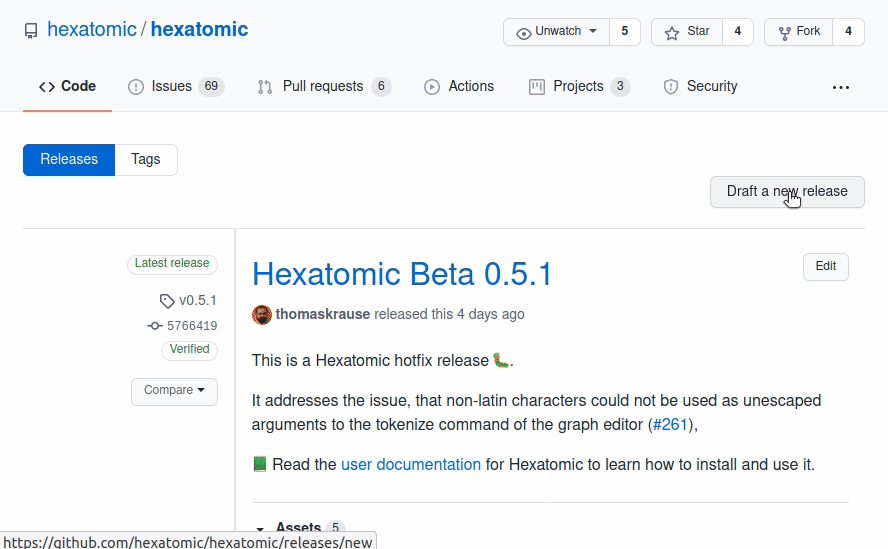 hexatomic / hexatomic
Unwatch 5 Star 4 Fork 4
Code Issues 69 Pull requests 6 Actions Projects 3 Security
Releases Tags
Draft a new release
Latest release
v0.5.1
5766419
Verified
Compare
Hexatomic Beta 0.5.1
Edit
thomaskrause released this 4 days ago
This is a Hexatomic hotfix release 🐛.
It addresses the issue, that non-latin characters could not be used as unescaped
arguments to the tokenize command of the graph editor (#261),
📗 Read the user documentation for Hexatomic to learn how to install and use it.
Assets 5
https://github.com/hexatomic/hexatomic/releases/new